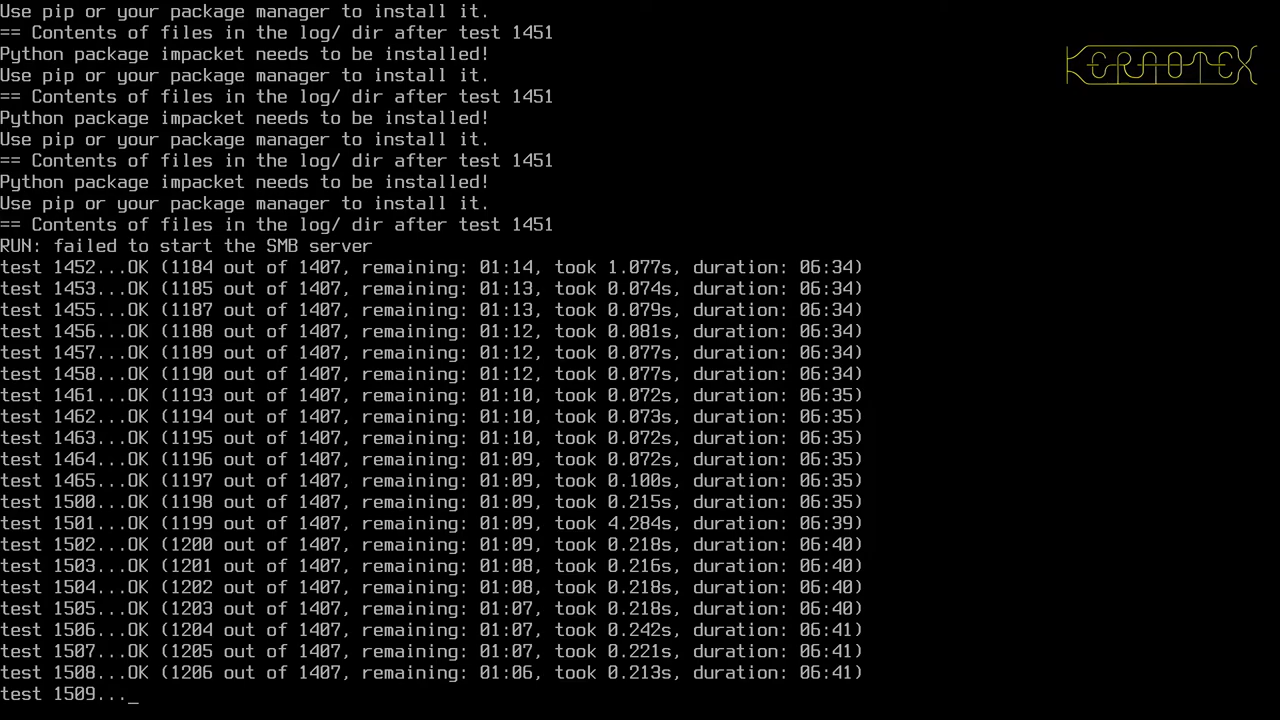 Use pip or your package manager to install it.
== Contents of files in the log/ dir after test 1451
Python package impacket needs to be installed!
Use pip or your package manager to install it.
== Contents of files in the log/ dir after test 1451
Python package impacket needs to be installed!
Use pip or your package manager to install it.
== Contents of files in the log/ dir after test 1451
Python package impacket needs to be installed!
Use pip or your package manager to install it.
== Contents of files in the log/ dir after test 1451
RUN: failed to start the SMB server
test 1452...OK (1184 out of 1407, remaining: 01:14, took 1.077s, duration: 06:34)
test 1453...OK (1185 out of 1407, remaining: 01:13, took 0.074s, duration: 06:34)
test 1455...OK (1187 out of 1407, remaining: 01:13, took 0.079s, duration: 06:34)
test 1456...OK (1188 out of 1407, remaining: 01:12, took 0.081s, duration: 06:34)
test 1457...OK (1189 out of 1407, remaining: 01:12, took 0.077s, duration: 06:34)
test 1458...OK (1190 out of 1407, remaining: 01:12, took 0.077s, duration: 06:34)
test 1461...OK (1193 out of 1407, remaining: 01:10, took 0.072s, duration: 06:35)
test 1462...OK (1194 out of 1407, remaining: 01:10, took 0.073s, duration: 06:35)
test 1463...OK (1195 out of 1407, remaining: 01:10, took 0.072s, duration: 06:35)
test 1464...OK (1196 out of 1407, remaining: 01:09, took 0.072s, duration: 06:35)
test 1465...OK (1197 out of 1407, remaining: 01:09, took 0.100s, duration: 06:35)
test 1500...OK (1198 out of 1407, remaining: 01:09, took 0.215s, duration: 06:35)
test 1501...OK (1199 out of 1407, remaining: 01:09, took 4.284s, duration: 06:39)
test 1502...OK (1200 out of 1407, remaining: 01:09, took 0.218s, duration: 06:40)
test 1503...OK (1201 out of 1407, remaining: 01:08, took 0.216s, duration: 06:40)
test 1504...OK (1202 out of 1407, remaining: 01:08, took 0.218s, duration: 06:40)
test 1505...OK (1203 out of 1407, remaining: 01:07, took 0.218s, duration: 06:40)
test 1506...OK (1204 out of 1407, remaining: 01:07, took 0.242s, duration: 06:41)
test 1507...OK (1205 out of 1407, remaining: 01:07, took 0.221s, duration: 06:41)
test 1508...OK (1206 out of 1407, remaining: 01:06, took 0.213s, duration: 06:41)
test 1509..._